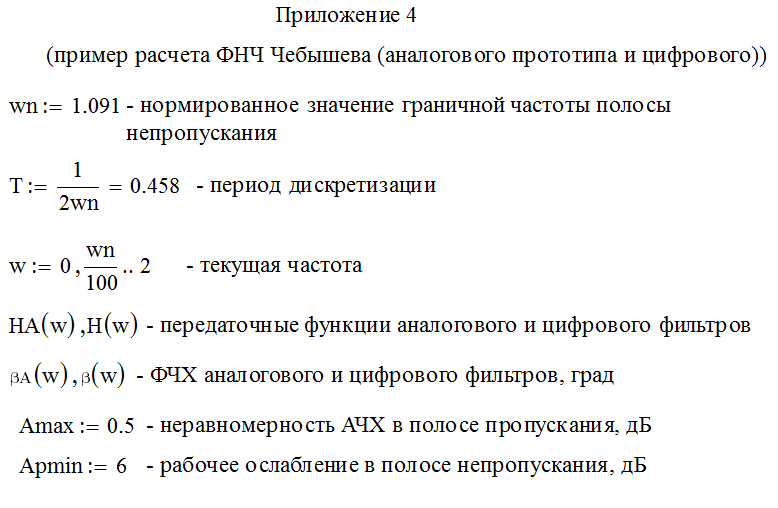 Приложение 4
(пример расчета ФНЧ Чебышева (аналогового прототипа и цифрового))
wn := 1.091 - нормированное значение граничной частоты полосы
непропускания
T := 1/(2wn) = 0.458 - период дискретизации
w := 0 , wn/100 .. 2 - текущая частота
HA(w) ,H(w) - передаточные функции аналогового и цифрового фильтров
βA(w) , β(w) - ФЧХ аналогового и цифрового фильтров, град
Amax := 0.5 - неравномерность АЧХ в полосе пропускания, дБ
Apmin := 6 - рабочее ослабление в полосе непропускания, дБ